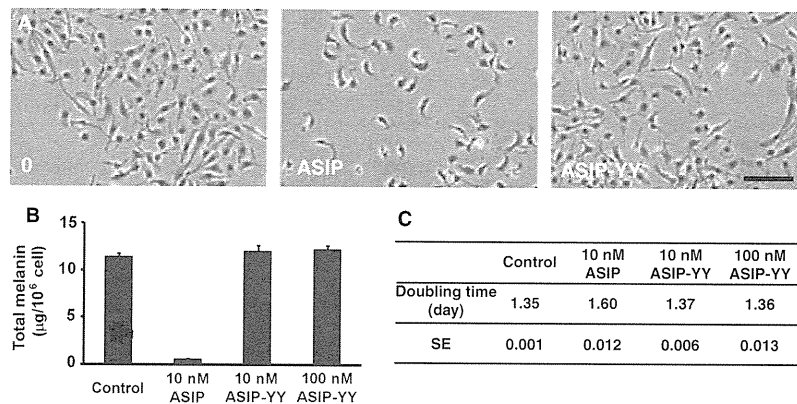 A
0
ASIP
ASIP-YY
B
Total melanin
(µg/10⁶ cell)
15
10
5
0
Control
10 nM
ASIP
10 nM
ASIP-YY
100 nM
ASIP-YY
C
Control
10 nM
ASIP
10 nM
ASIP-YY
100 nM
ASIP-YY
Doubling time
(day)
1.35
1.60
1.37
1.36
SE
0.001
0.012
0.006
0.013